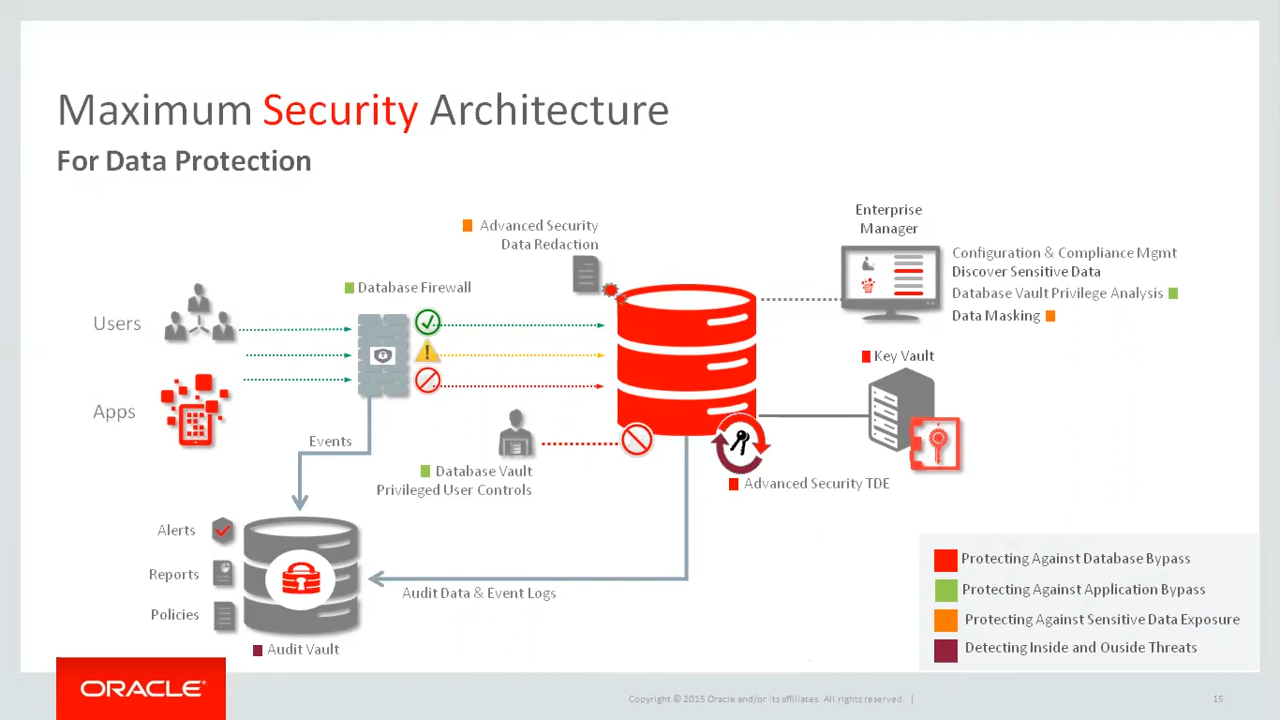 Maximum Security Architecture
For Data Protection
Enterprise
Manager
Advanced Security
Data Redaction
Configuration & Compliance Mgmt
Discover Sensitive Data
Database Vault Privilege Analysis
Data Masking
Database Firewall
Users
Key Vault
Apps
Events
Database Vault
Privileged User Controls
Advanced Security TDE
Alerts
Reports
Policies
Audit Data & Event Logs
Audit Vault
Protecting Against Database Bypass
Protecting Against Application Bypass
Protecting Against Sensitive Data Exposure
Detecting Inside and Ouside Threats
ORACLE®
Copyright © 2015 Oracle and/or its affiliates. All rights reserved. |
15